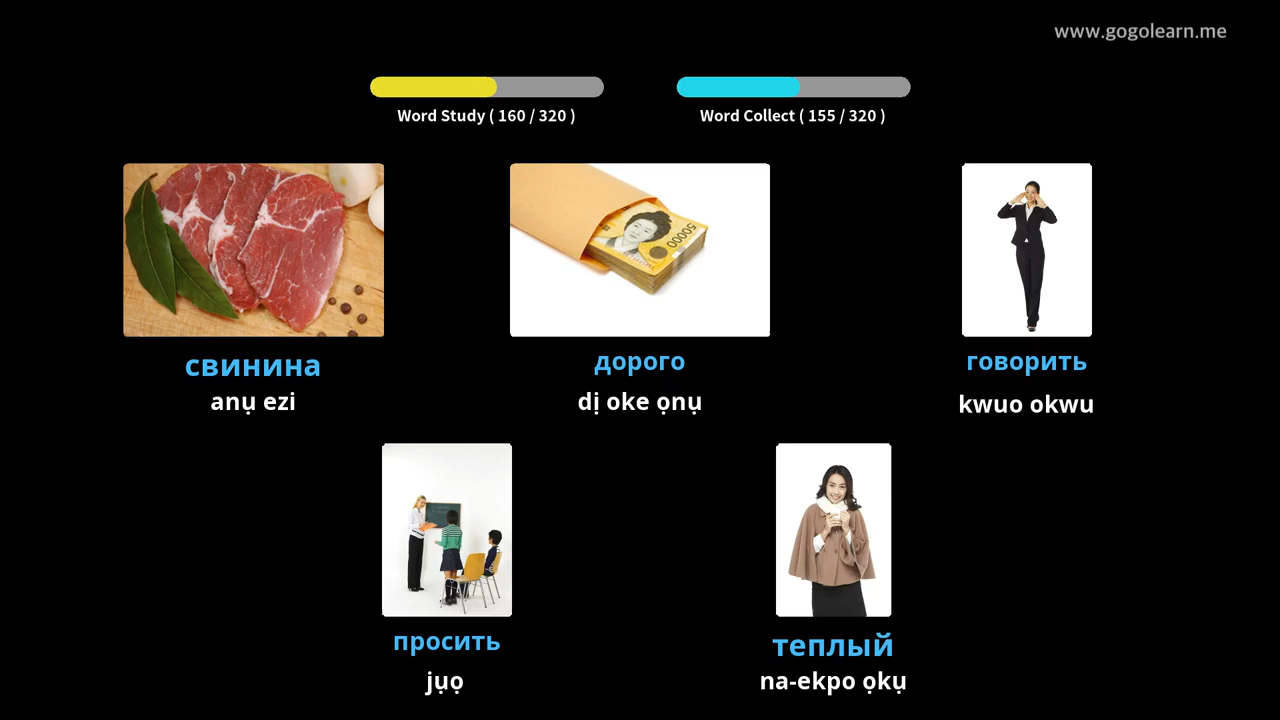 www.gogolearn.me
Word Study ( 160 / 320 )
Word Collect ( 155 / 320 )
50000
свинина
anụ ezi
дорого
dị oke ọnụ
говорить
kwuo okwu
просить
jụọ
теплый
na-ekpo ọkụ